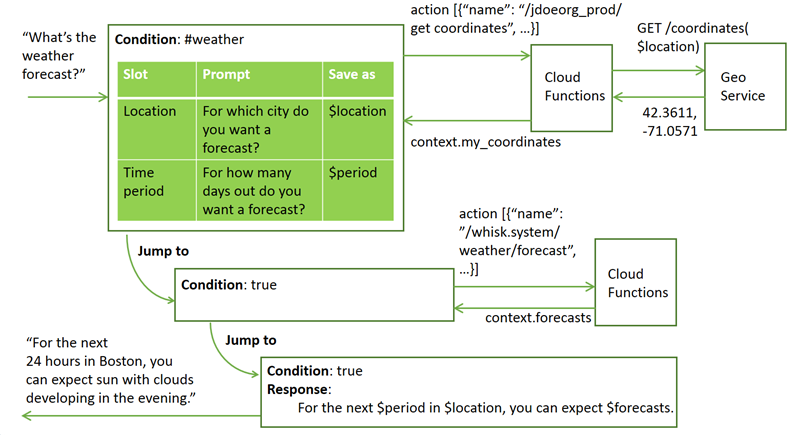 “What’s the
weather
forecast?”
Condition: #weather
Slot Prompt Save as
Location For which city do
you want a
forecast?
$location
Time
period
For how many
days out do you
want a forecast?
$period
action [{“name”: “/jdoeorg_prod/
get coordinates”, …}]
context.my_coordinates
Cloud
Functions
GET /coordinates(
$location)
42.3611,
-71.0571
Geo
Service
Jump to
Condition: true
action [{“name”:
”/whisk.system/
weather/forecast”,
…}]
context.forecasts
Cloud
Functions
Jump to
Condition: true
Response:
For the next $period in $location, you can expect $forecasts.
“For the next
24 hours in Boston, you
can expect sun with clouds
developing in the evening.”